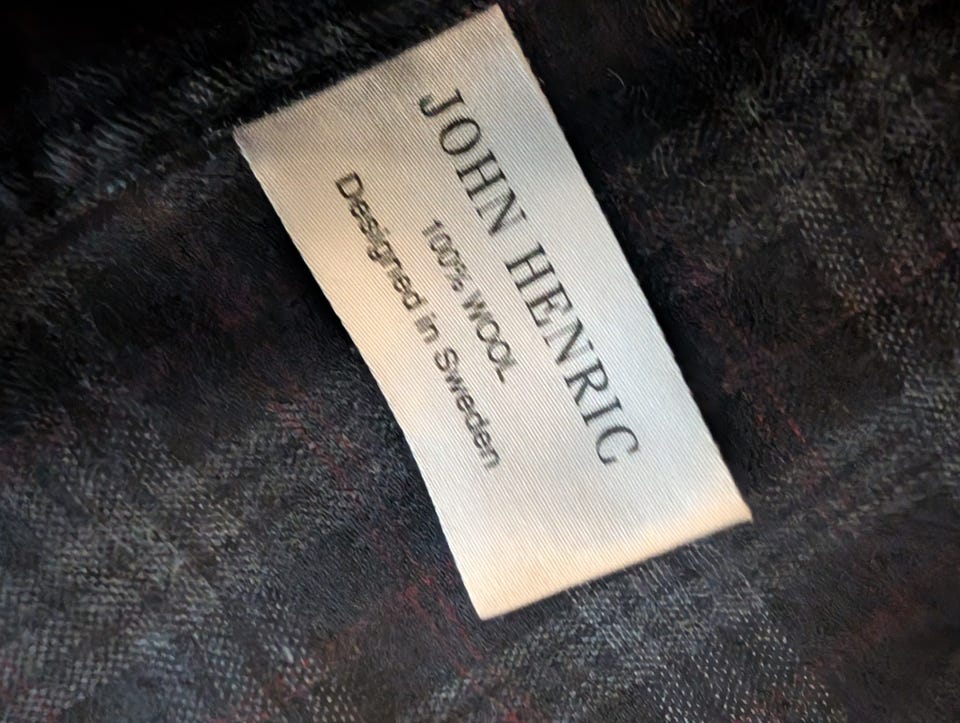 JOHN HENRIC
100% WOOL
Designed in Sweden